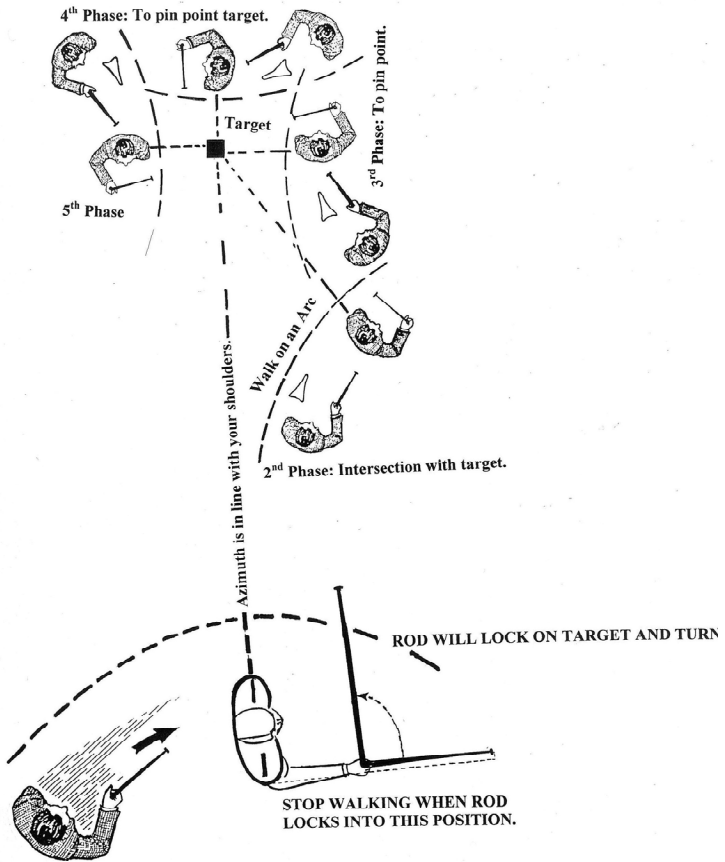 4th Phase: To pin point target.
3rd Phase: To pin point.
Target
5th Phase
Walk on an Arc
2nd Phase: Intersection with target.
Azimuth is in line with your shoulders.
ROD WILL LOCK ON TARGET AND TURN
STOP WALKING WHEN ROD
LOCKS INTO THIS POSITION.